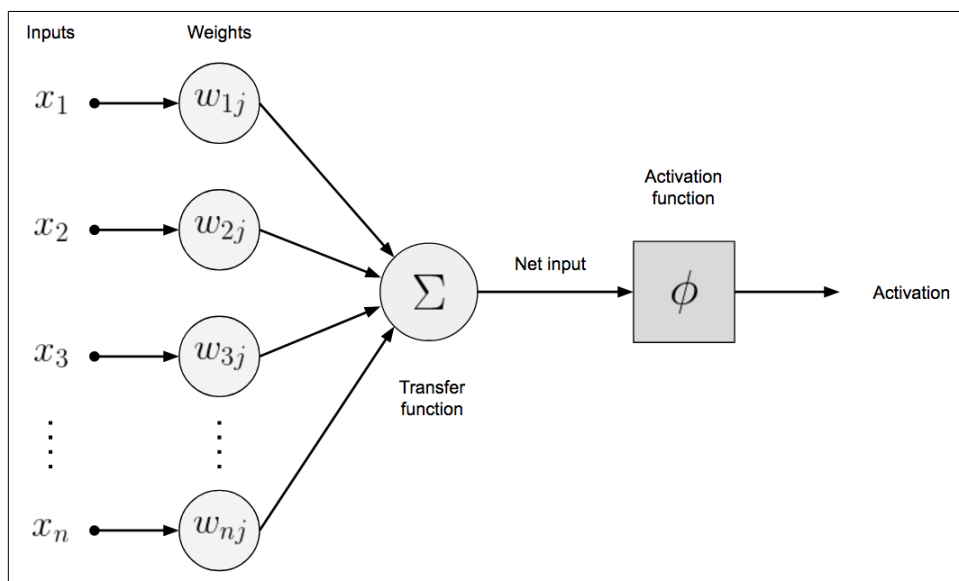 Inputs Weights
x₁ w₁ⱼ
Activation
function
x₂ w₂ⱼ
Net input
Σ ϕ Activation
x₃ w₃ⱼ
Transfer
function
⋮ ⋮
xₙ wₙⱼ